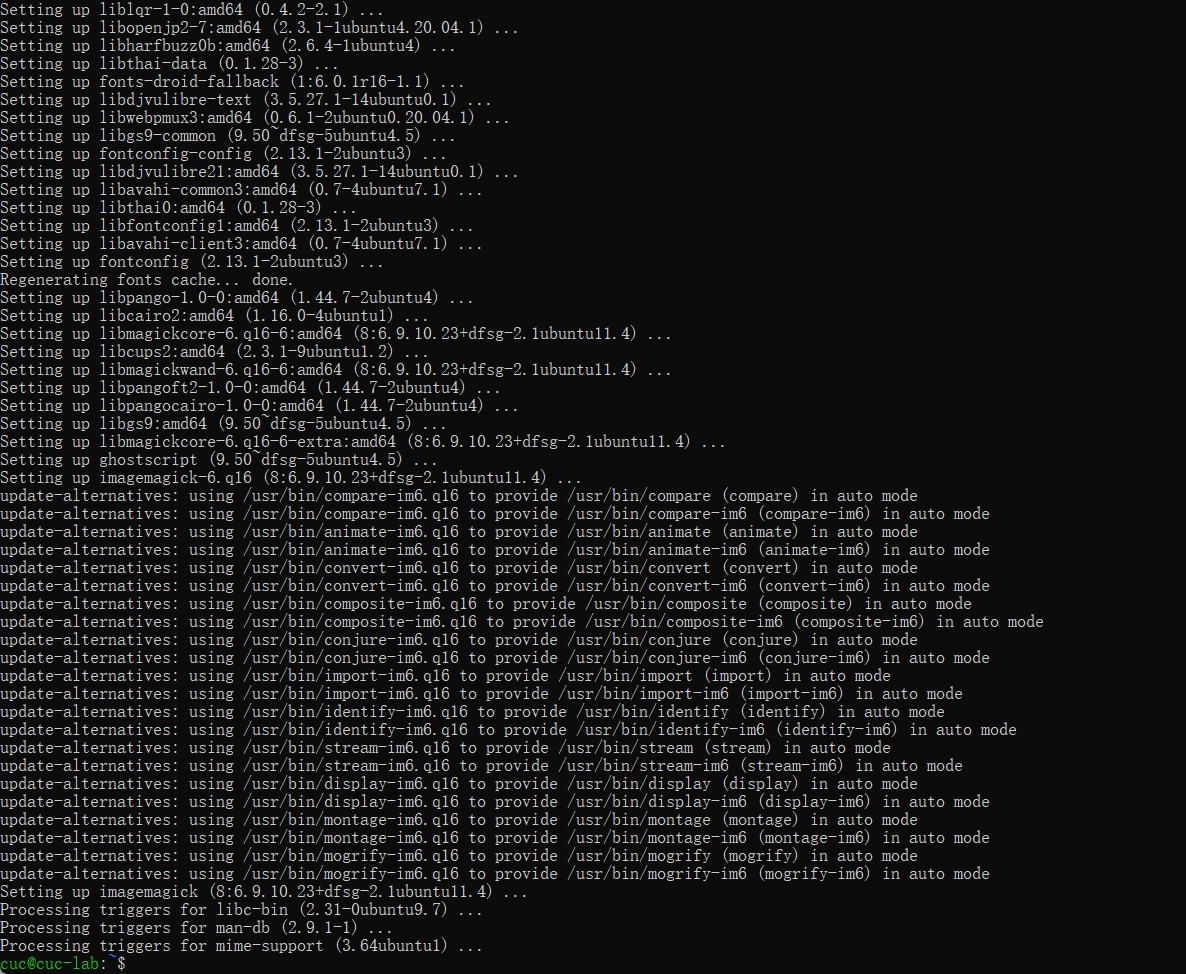 Setting up liblqr-1-0:amd64 (0.4.2-2.1) ...
Setting up libopenjp2-7:amd64 (2.3.1-1ubuntu4.20.04.1) ...
Setting up libharfbuzz0b:amd64 (2.6.4-1ubuntu4) ...
Setting up libthai-data (0.1.28-3) ...
Setting up fonts-droid-fallback (1:6.0.1r16-1.1) ...
Setting up libdjvulibre-text (3.5.27.1-14ubuntu0.1) ...
Setting up libwebpmux3:amd64 (0.6.1-2ubuntu0.20.04.1) ...
Setting up libgs9-common (9.50~dfsg-5ubuntu4.5) ...
Setting up fontconfig-config (2.13.1-2ubuntu3) ...
Setting up libdjvulibre21:amd64 (3.5.27.1-14ubuntu0.1) ...
Setting up libavahi-common3:amd64 (0.7-4ubuntu7.1) ...
Setting up libthai0:amd64 (0.1.28-3) ...
Setting up libfontconfig1:amd64 (2.13.1-2ubuntu3) ...
Setting up libavahi-client3:amd64 (0.7-4ubuntu7.1) ...
Setting up fontconfig (2.13.1-2ubuntu3) ...
Regenerating fonts cache... done.
Setting up libpango-1.0-0:amd64 (1.44.7-2ubuntu4) ...
Setting up libcairo2:amd64 (1.16.0-4ubuntu1) ...
Setting up libmagickcore-6.q16-6:amd64 (8:6.9.10.23+dfsg-2.1ubuntu11.4) ...
Setting up libcups2:amd64 (2.3.1-9ubuntu1.2) ...
Setting up libmagickwand-6.q16-6:amd64 (8:6.9.10.23+dfsg-2.1ubuntu11.4) ...
Setting up libpangoft2-1.0-0:amd64 (1.44.7-2ubuntu4) ...
Setting up libpangocairo-1.0-0:amd64 (1.44.7-2ubuntu4) ...
Setting up libgs9:amd64 (9.50~dfsg-5ubuntu4.5) ...
Setting up libmagickcore-6.q16-6-extra:amd64 (8:6.9.10.23+dfsg-2.1ubuntu11.4) ...
Setting up ghostscript (9.50~dfsg-5ubuntu4.5) ...
Setting up imagemagick-6.q16 (8:6.9.10.23+dfsg-2.1ubuntu11.4) ...
update-alternatives: using /usr/bin/compare-im6.q16 to provide /usr/bin/compare (compare) in auto mode
update-alternatives: using /usr/bin/compare-im6.q16 to provide /usr/bin/compare-im6 (compare-im6) in auto mode
update-alternatives: using /usr/bin/animate-im6.q16 to provide /usr/bin/animate (animate) in auto mode
update-alternatives: using /usr/bin/animate-im6.q16 to provide /usr/bin/animate-im6 (animate-im6) in auto mode
update-alternatives: using /usr/bin/convert-im6.q16 to provide /usr/bin/convert (convert) in auto mode
update-alternatives: using /usr/bin/convert-im6.q16 to provide /usr/bin/convert-im6 (convert-im6) in auto mode
update-alternatives: using /usr/bin/composite-im6.q16 to provide /usr/bin/composite (composite) in auto mode
update-alternatives: using /usr/bin/composite-im6.q16 to provide /usr/bin/composite-im6 (composite-im6) in auto mode
update-alternatives: using /usr/bin/conjure-im6.q16 to provide /usr/bin/conjure (conjure) in auto mode
update-alternatives: using /usr/bin/conjure-im6.q16 to provide /usr/bin/conjure-im6 (conjure-im6) in auto mode
update-alternatives: using /usr/bin/import-im6.q16 to provide /usr/bin/import (import) in auto mode
update-alternatives: using /usr/bin/import-im6.q16 to provide /usr/bin/import-im6 (import-im6) in auto mode
update-alternatives: using /usr/bin/identify-im6.q16 to provide /usr/bin/identify (identify) in auto mode
update-alternatives: using /usr/bin/identify-im6.q16 to provide /usr/bin/identify-im6 (identify-im6) in auto mode
update-alternatives: using /usr/bin/stream-im6.q16 to provide /usr/bin/stream (stream) in auto mode
update-alternatives: using /usr/bin/stream-im6.q16 to provide /usr/bin/stream-im6 (stream-im6) in auto mode
update-alternatives: using /usr/bin/display-im6.q16 to provide /usr/bin/display (display) in auto mode
update-alternatives: using /usr/bin/display-im6.q16 to provide /usr/bin/display-im6 (display-im6) in auto mode
update-alternatives: using /usr/bin/montage-im6.q16 to provide /usr/bin/montage (montage) in auto mode
update-alternatives: using /usr/bin/montage-im6.q16 to provide /usr/bin/montage-im6 (montage-im6) in auto mode
update-alternatives: using /usr/bin/mogrify-im6.q16 to provide /usr/bin/mogrify (mogrify) in auto mode
update-alternatives: using /usr/bin/mogrify-im6.q16 to provide /usr/bin/mogrify-im6 (mogrify-im6) in auto mode
Setting up imagemagick (8:6.9.10.23+dfsg-2.1ubuntu11.4) ...
Processing triggers for libc-bin (2.31-0ubuntu9.7) ...
Processing triggers for man-db (2.9.1-1) ...
Processing triggers for mime-support (3.64ubuntu1) ...
cuc@cuc-lab:~$